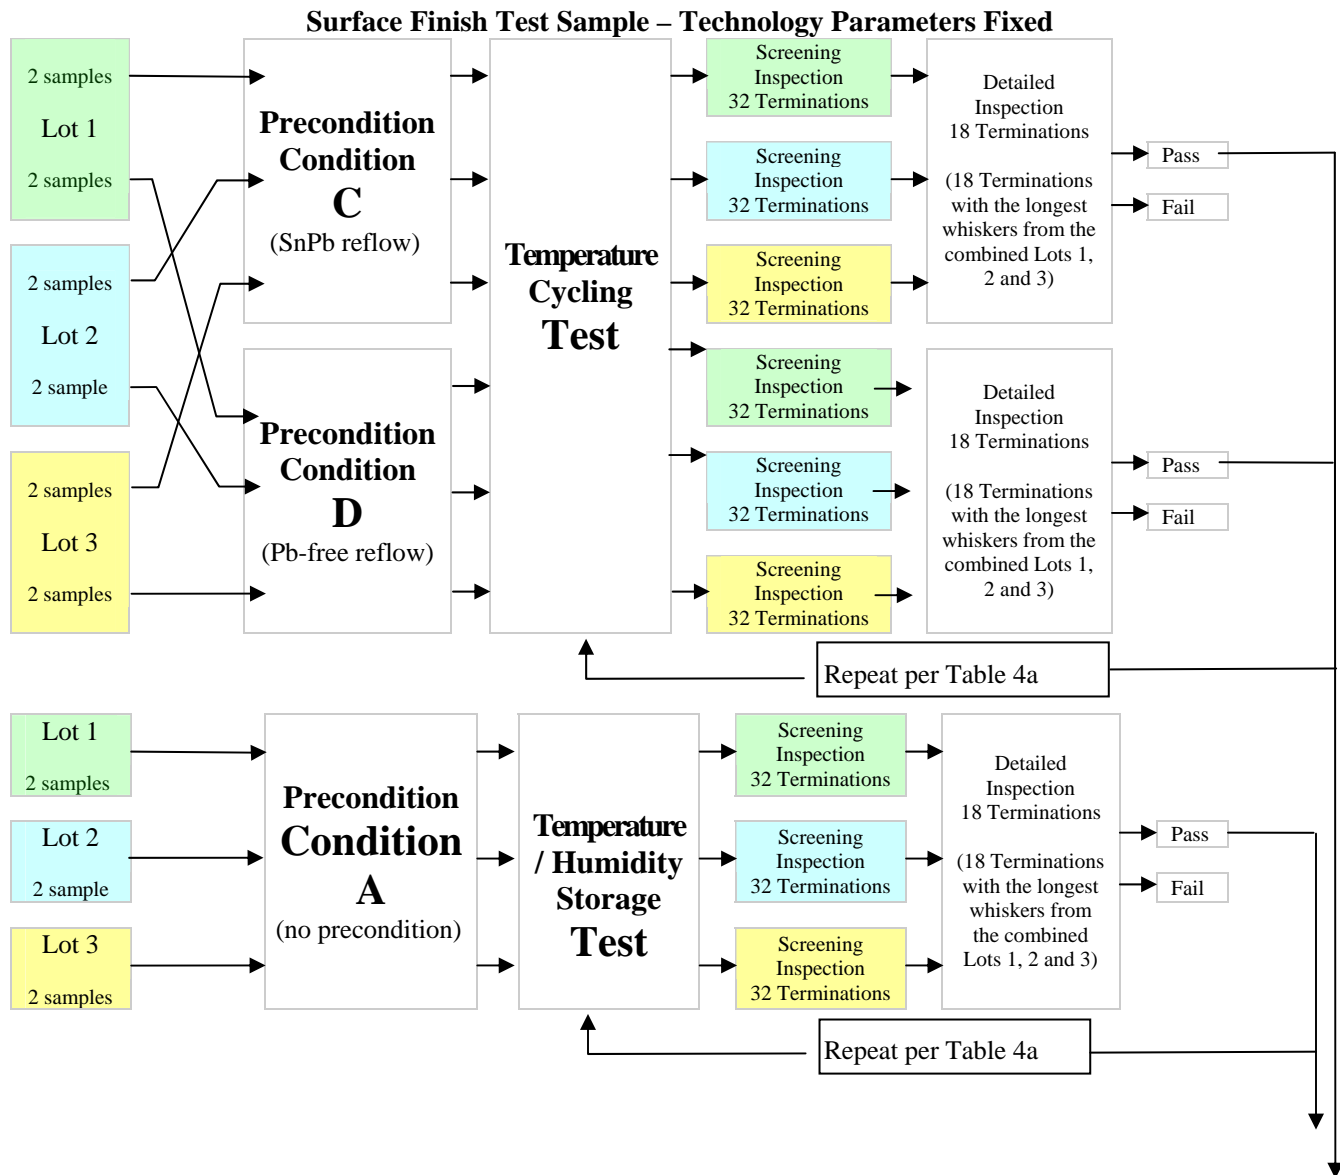 Surface Finish Test Sample – Technology Parameters Fixed
2 samples
Lot 1
2 samples
2 samples
Lot 2
2 sample
2 samples
Lot 3
2 samples
Precondition
Condition
C
(SnPb reflow)
Precondition
Condition
D
(Pb-free reflow)
Temperature
Cycling
Test
Screening
Inspection
32 Terminations
Screening
Inspection
32 Terminations
Screening
Inspection
32 Terminations
Screening
Inspection
32 Terminations
Screening
Inspection
32 Terminations
Screening
Inspection
32 Terminations
Detailed
Inspection
18 Terminations
(18 Terminations
with the longest
whiskers from the
combined Lots 1,
2 and 3)
Pass
Fail
Detailed
Inspection
18 Terminations
(18 Terminations
with the longest
whiskers from the
combined Lots 1,
2 and 3)
Pass
Fail
Repeat per Table 4a
Lot 1
2 samples
Lot 2
2 sample
Lot 3
2 samples
Precondition
Condition
A
(no precondition)
Temperature
/ Humidity
Storage
Test
Screening
Inspection
32 Terminations
Screening
Inspection
32 Terminations
Screening
Inspection
32 Terminations
Detailed
Inspection
18 Terminations
(18 Terminations
with the longest
whiskers from
the combined
Lots 1, 2 and 3)
Pass
Fail
Repeat per Table 4a